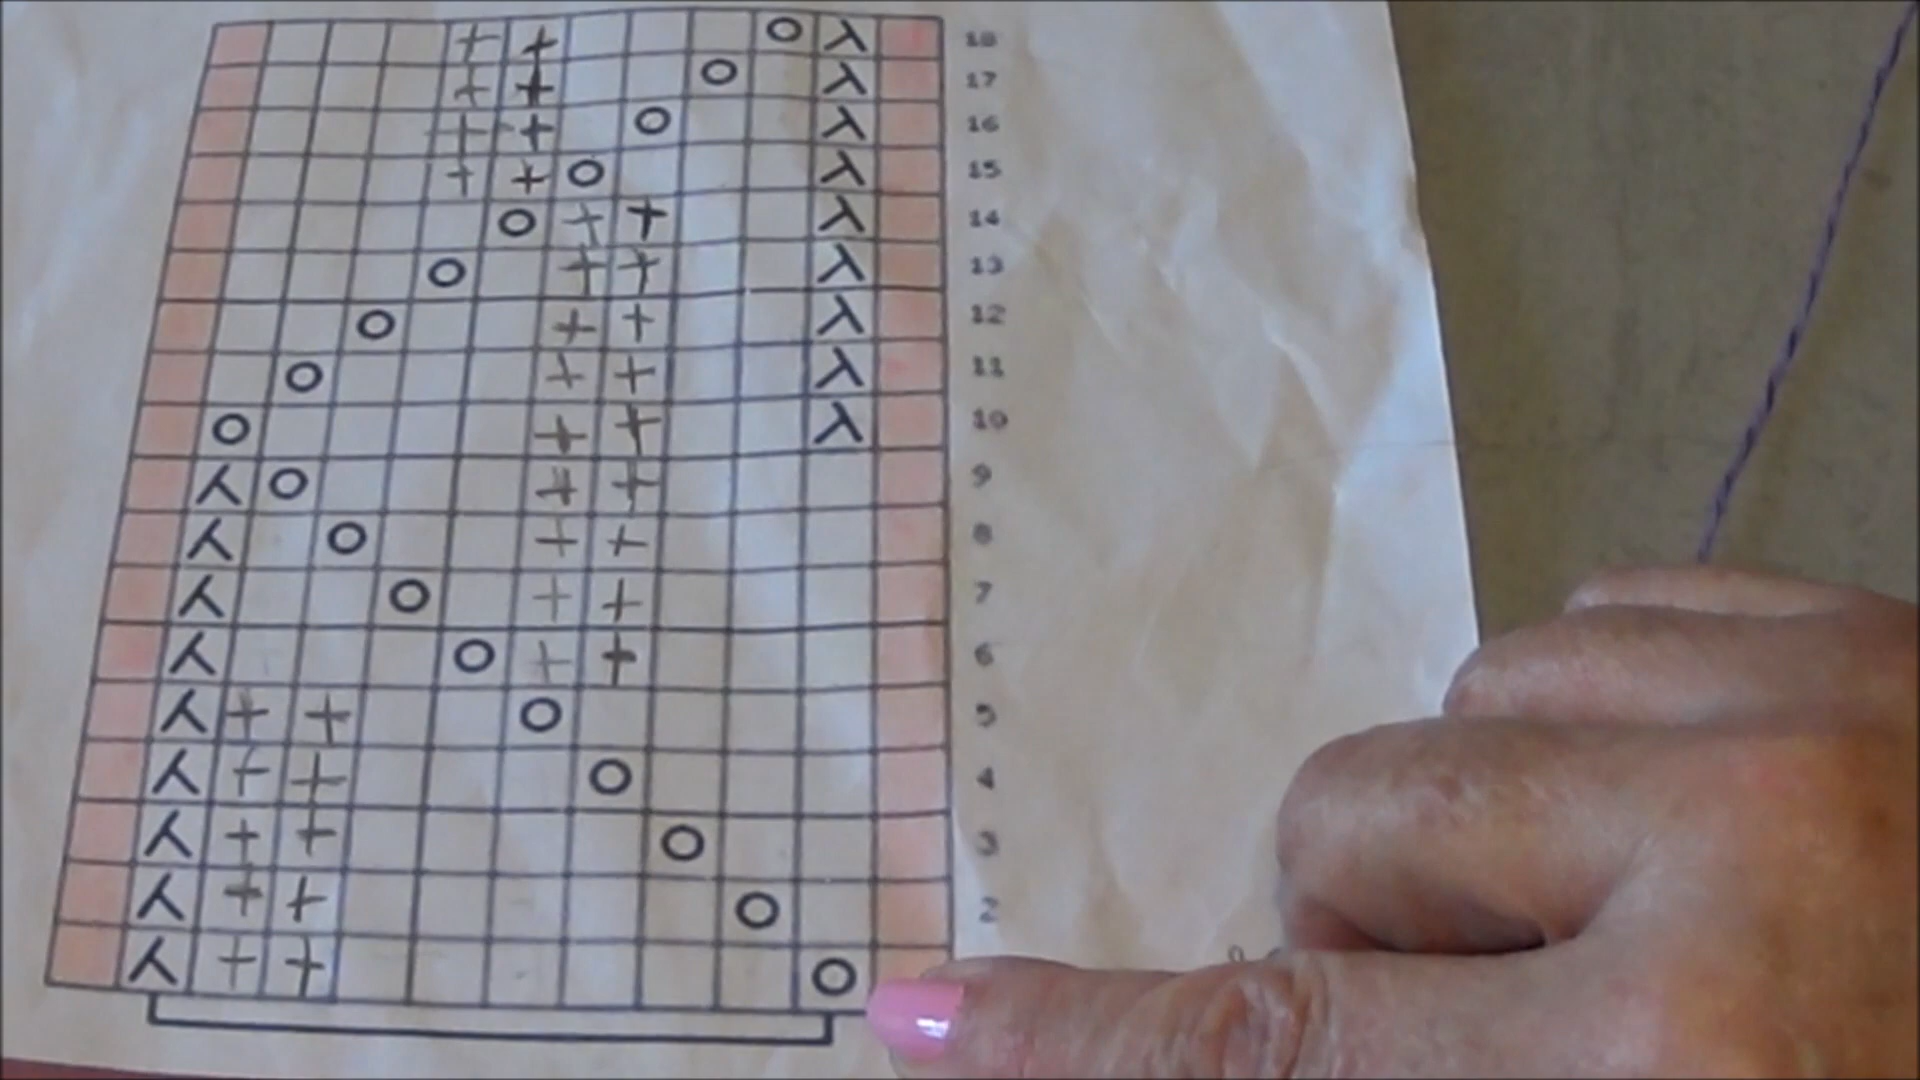 + + O ⅄ 18
+ + O ⅄ 17
+ + O ⅄ 16
+ + O ⅄ 15
O + + ⅄ 14
O + + ⅄ 13
O + + ⅄ 12
O + + ⅄ 11
O + + ⅄ 10
⅄ O + + 9
⅄ O + + 8
⅄ O + + 7
⅄ O + + 6
⅄ + + O 5
⅄ + + O 4
⅄ + + O 3
⅄ + + O 2
⅄ + + O